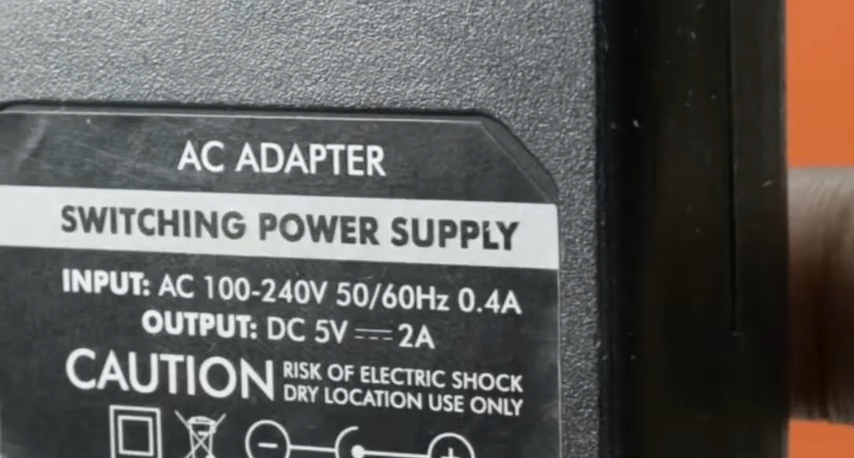 AC ADAPTER
SWITCHING POWER SUPPLY
INPUT: AC 100-240V 50/60Hz 0.4A
OUTPUT: DC 5V ⎓ 2A
CAUTION RISK OF ELECTRIC SHOCK
DRY LOCATION USE ONLY